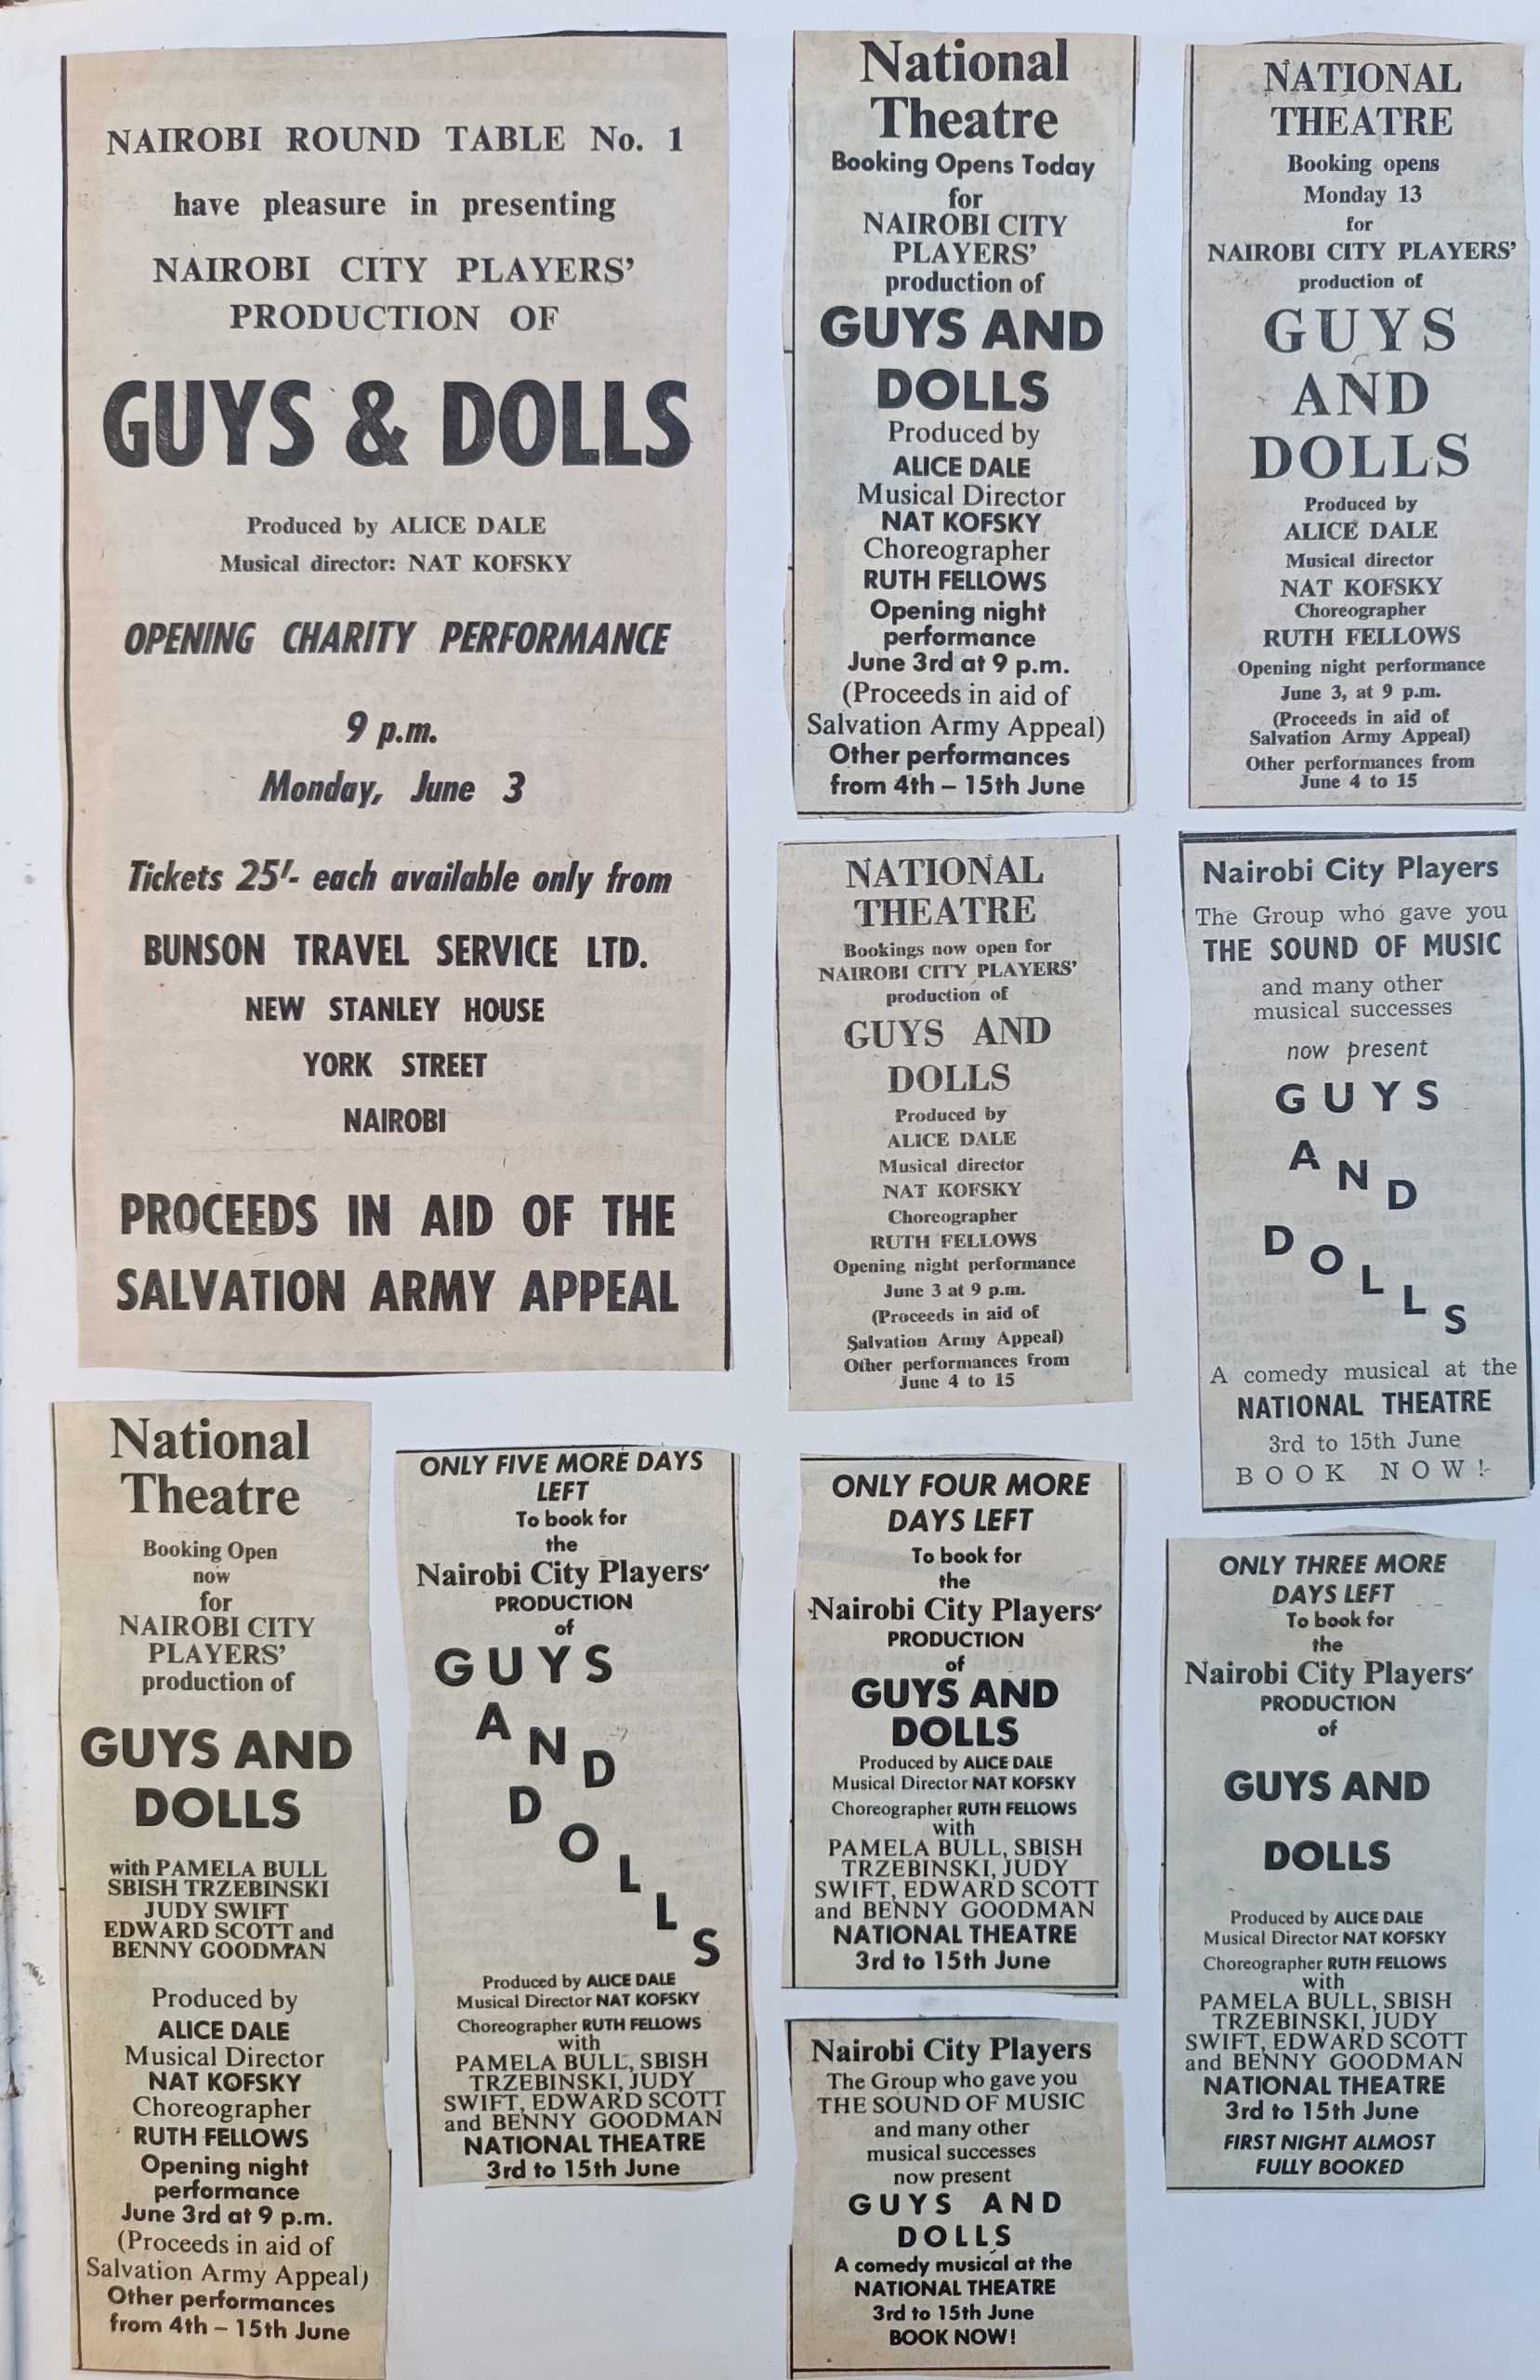 NAIROBI ROUND TABLE No. 1
have pleasure in presenting
NAIROBI CITY PLAYERS'
PRODUCTION OF
GUYS & DOLLS
Produced by ALICE DALE
Musical director: NAT KOFSKY
OPENING CHARITY PERFORMANCE
9 p.m.
Monday, June 3
Tickets 25/- each available only from
BUNSON TRAVEL SERVICE LTD.
NEW STANLEY HOUSE
YORK STREET
NAIROBI
PROCEEDS IN AID OF THE
SALVATION ARMY APPEAL
National
Theatre
Booking Opens Today
for
NAIROBI CITY
PLAYERS'
production of
GUYS AND
DOLLS
Produced by
ALICE DALE
Musical Director
NAT KOFSKY
Choreographer
RUTH FELLOWS
Opening night
performance
June 3rd at 9 p.m.
(Proceeds in aid of
Salvation Army Appeal)
Other performances
from 4th – 15th June
NATIONAL
THEATRE
Booking opens
Monday 13
for
NAIROBI CITY PLAYERS'
production of
GUYS
AND
DOLLS
Produced by
ALICE DALE
Musical director
NAT KOFSKY
Choreographer
RUTH FELLOWS
Opening night performance
June 3, at 9 p.m.
(Proceeds in aid of
Salvation Army Appeal)
Other performances from
June 4 to 15
NATIONAL
THEATRE
Bookings now open for
NAIROBI CITY PLAYERS'
production of
GUYS AND
DOLLS
Produced by
ALICE DALE
Musical director
NAT KOFSKY
Choreographer
RUTH FELLOWS
Opening night performance
June 3 at 9 p.m.
(Proceeds in aid of
Salvation Army Appeal)
Other performances from
June 4 to 15
Nairobi City Players
The Group who gave you
THE SOUND OF MUSIC
and many other
musical successes
now present
GUYS
AND
DOLLS
A comedy musical at the
NATIONAL THEATRE
3rd to 15th June
BOOK NOW!
National
Theatre
Booking Open
now
for
NAIROBI CITY
PLAYERS'
production of
GUYS AND
DOLLS
with PAMELA BULL
SBISH TRZEBINSKI
JUDY SWIFT
EDWARD SCOTT and
BENNY GOODMAN
Produced by
ALICE DALE
Musical Director
NAT KOFSKY
Choreographer
RUTH FELLOWS
Opening night
performance
June 3rd at 9 p.m.
(Proceeds in aid of
Salvation Army Appeal)
Other performances
from 4th – 15th June
ONLY FIVE MORE DAYS
LEFT
To book for
the
Nairobi City Players'
PRODUCTION
of
GUYS
AND
DOLLS
Produced by ALICE DALE
Musical Director NAT KOFSKY
Choreographer RUTH FELLOWS
with
PAMELA BULL, SBISH
TRZEBINSKI, JUDY
SWIFT, EDWARD SCOTT
and BENNY GOODMAN
NATIONAL THEATRE
3rd to 15th June
ONLY FOUR MORE
DAYS LEFT
To book for
the
Nairobi City Players'
PRODUCTION
of
GUYS AND
DOLLS
Produced by ALICE DALE
Musical Director NAT KOFSKY
Choreographer RUTH FELLOWS
with
PAMELA BULL, SBISH
TRZEBINSKI, JUDY
SWIFT, EDWARD SCOTT
and BENNY GOODMAN
NATIONAL THEATRE
3rd to 15th June
Nairobi City Players
The Group who gave you
THE SOUND OF MUSIC
and many other
musical successes
now present
GUYS AND
DOLLS
A comedy musical at the
NATIONAL THEATRE
3rd to 15th June
BOOK NOW!
ONLY THREE MORE
DAYS LEFT
To book for
the
Nairobi City Players'
PRODUCTION
of
GUYS AND
DOLLS
Produced by ALICE DALE
Musical Director NAT KOFSKY
Choreographer RUTH FELLOWS
with
PAMELA BULL, SBISH
TRZEBINSKI, JUDY
SWIFT, EDWARD SCOTT
and BENNY GOODMAN
NATIONAL THEATRE
3rd to 15th June
FIRST NIGHT ALMOST
FULLY BOOKED